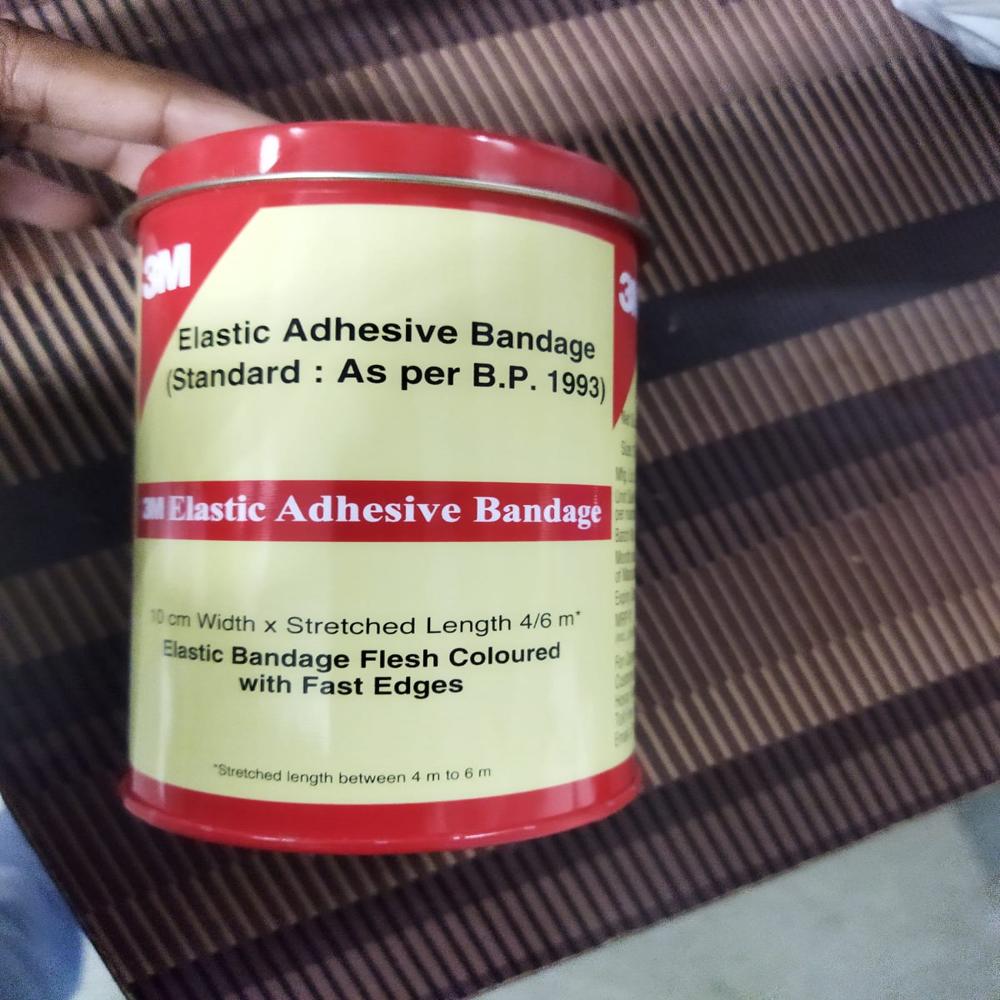 3M
Elastic Adhesive Bandage
(Standard : As per B.P. 1993)
3M Elastic Adhesive Bandage
10 cm Width x Stretched Length 4/6 m*
Elastic Bandage Flesh Coloured
with Fast Edges
*Stretched length between 4 m to 6 m